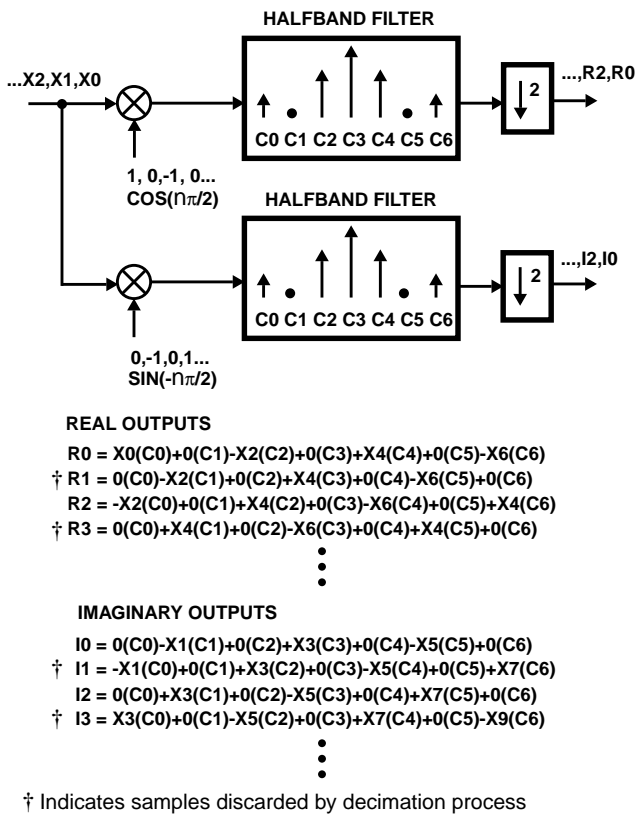 HALFBAND FILTER
...X2,X1,X0
...,R2,R0
2
C0 C1 C2 C3 C4 C5 C6
1, 0,-1, 0...
COS(nπ/2)
HALFBAND FILTER
...,I2,I0
2
C0 C1 C2 C3 C4 C5 C6
0,-1,0,1...
SIN(-nπ/2)
REAL OUTPUTS
R0 = X0(C0)+0(C1)-X2(C2)+0(C3)+X4(C4)+0(C5)-X6(C6)
† R1 = 0(C0)-X2(C1)+0(C2)+X4(C3)+0(C4)-X6(C5)+0(C6)
R2 = -X2(C0)+0(C1)+X4(C2)+0(C3)-X6(C4)+0(C5)+X4(C6)
† R3 = 0(C0)+X4(C1)+0(C2)-X6(C3)+0(C4)+X4(C5)+0(C6)
IMAGINARY OUTPUTS
I0 = 0(C0)-X1(C1)+0(C2)+X3(C3)+0(C4)-X5(C5)+0(C6)
† I1 = -X1(C0)+0(C1)+X3(C2)+0(C3)-X5(C4)+0(C5)+X7(C6)
I2 = 0(C0)+X3(C1)+0(C2)-X5(C3)+0(C4)+X7(C5)+0(C6)
† I3 = X3(C0)+0(C1)-X5(C2)+0(C3)+X7(C4)+0(C5)-X9(C6)
† Indicates samples discarded by decimation process